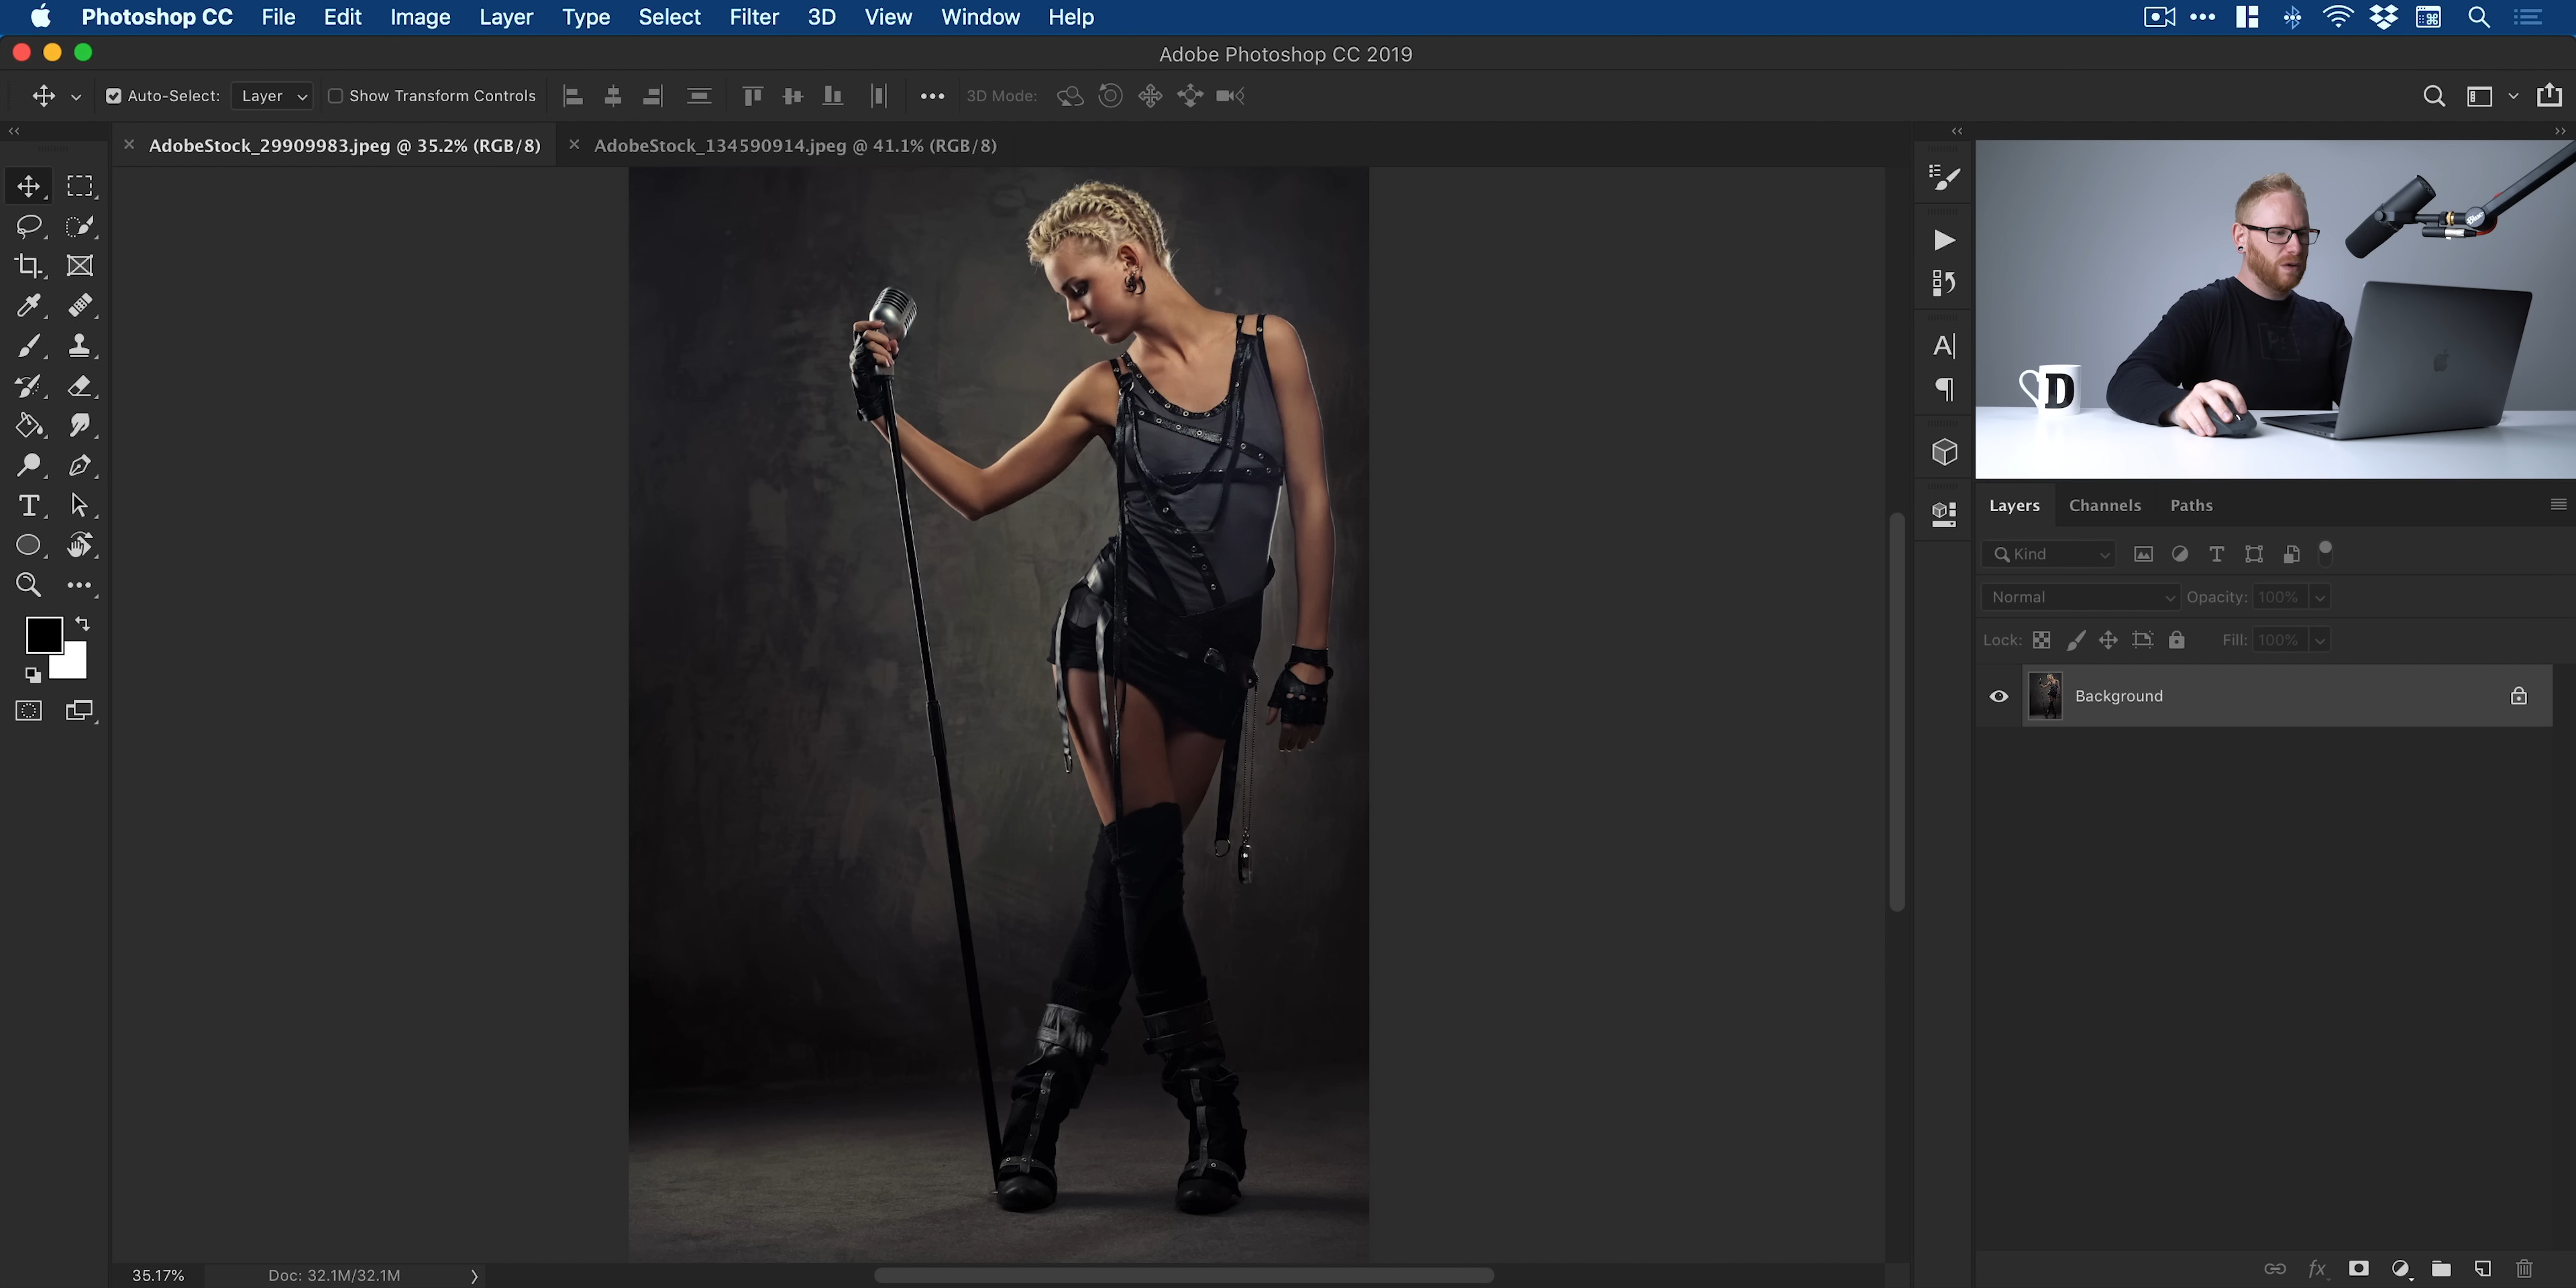 Photoshop CC File Edit Image Layer Type Select Filter 3D View Window Help
Adobe Photoshop CC 2019
Auto-Select: Layer Show Transform Controls 3D Mode:
AdobeStock_29909983.jpeg @ 35.2% (RGB/8) AdobeStock_134590914.jpeg @ 41.1% (RGB/8)
D
Layers Channels Paths
Kind
Normal Opacity: 100%
Lock: Fill: 100%
Background
35.17% Doc: 32.1M/32.1M